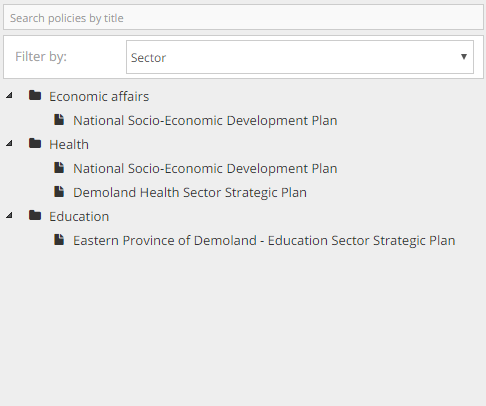 Search policies by title
Filter by:
Sector
Economic affairs
National Socio-Economic Development Plan
Health
National Socio-Economic Development Plan
Demoland Health Sector Strategic Plan
Education
Eastern Province of Demoland - Education Sector Strategic Plan